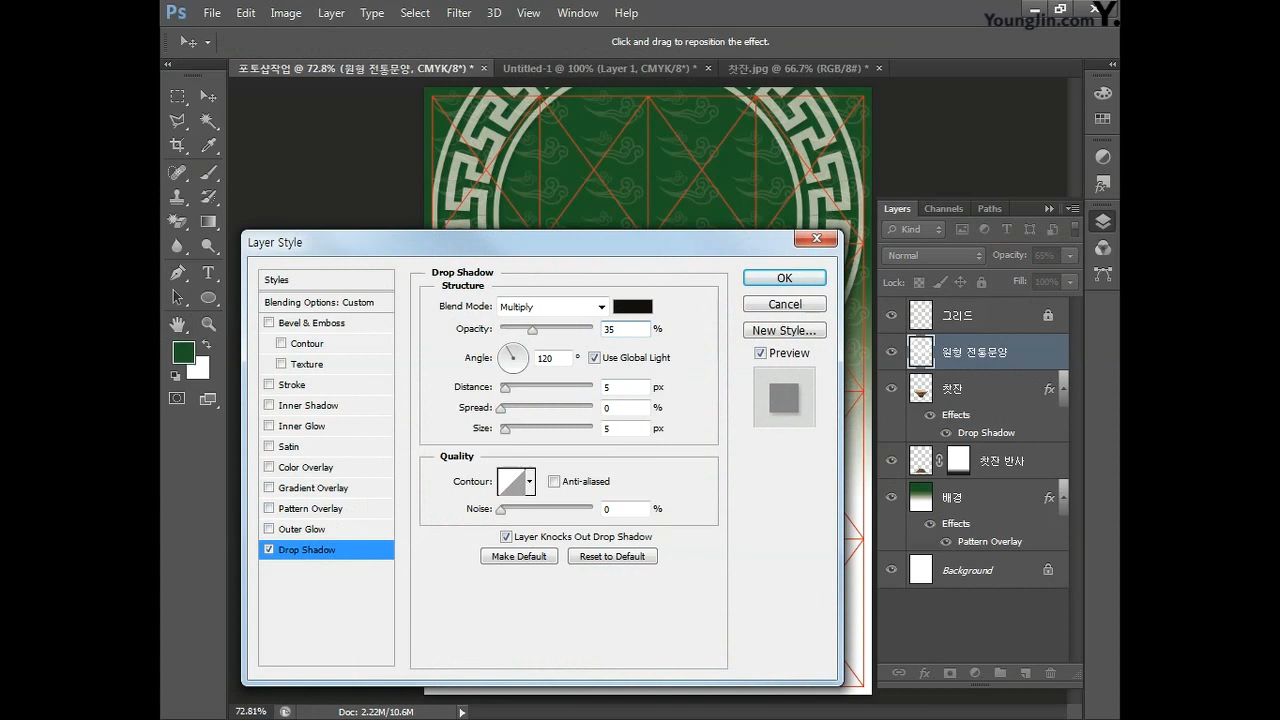 Ps File Edit Image Layer Type Select Filter 3D View Window Help
YoungJin.com Y.
Click and drag to reposition the effect.
포토샵작업 @ 72.8% (원형 전통문양, CMYK/8*) * × Untitled-1 @ 100% (Layer 1, CMYK/8*) * × 찻잔.jpg @ 66.7% (RGB/8#) * ×
Layer Style
Styles
Blending Options: Custom
Bevel & Emboss
Contour
Texture
Stroke
Inner Shadow
Inner Glow
Satin
Color Overlay
Gradient Overlay
Pattern Overlay
Outer Glow
Drop Shadow
Drop Shadow
Structure
Blend Mode: Multiply
Opacity: 35 %
Angle: 120 ° Use Global Light
Distance: 5 px
Spread: 0 %
Size: 5 px
Quality
Contour: Anti-aliased
Noise: 0 %
Layer Knocks Out Drop Shadow
Make Default Reset to Default
OK
Cancel
New Style...
Preview
Layers Channels Paths
Kind
Normal Opacity: 65%
Lock: Fill: 100%
그리드
원형 전통문양
찻잔 fx
Effects
Drop Shadow
찻잔 반사
배경 fx
Effects
Pattern Overlay
Background
72.81% Doc: 2.22M/10.6M